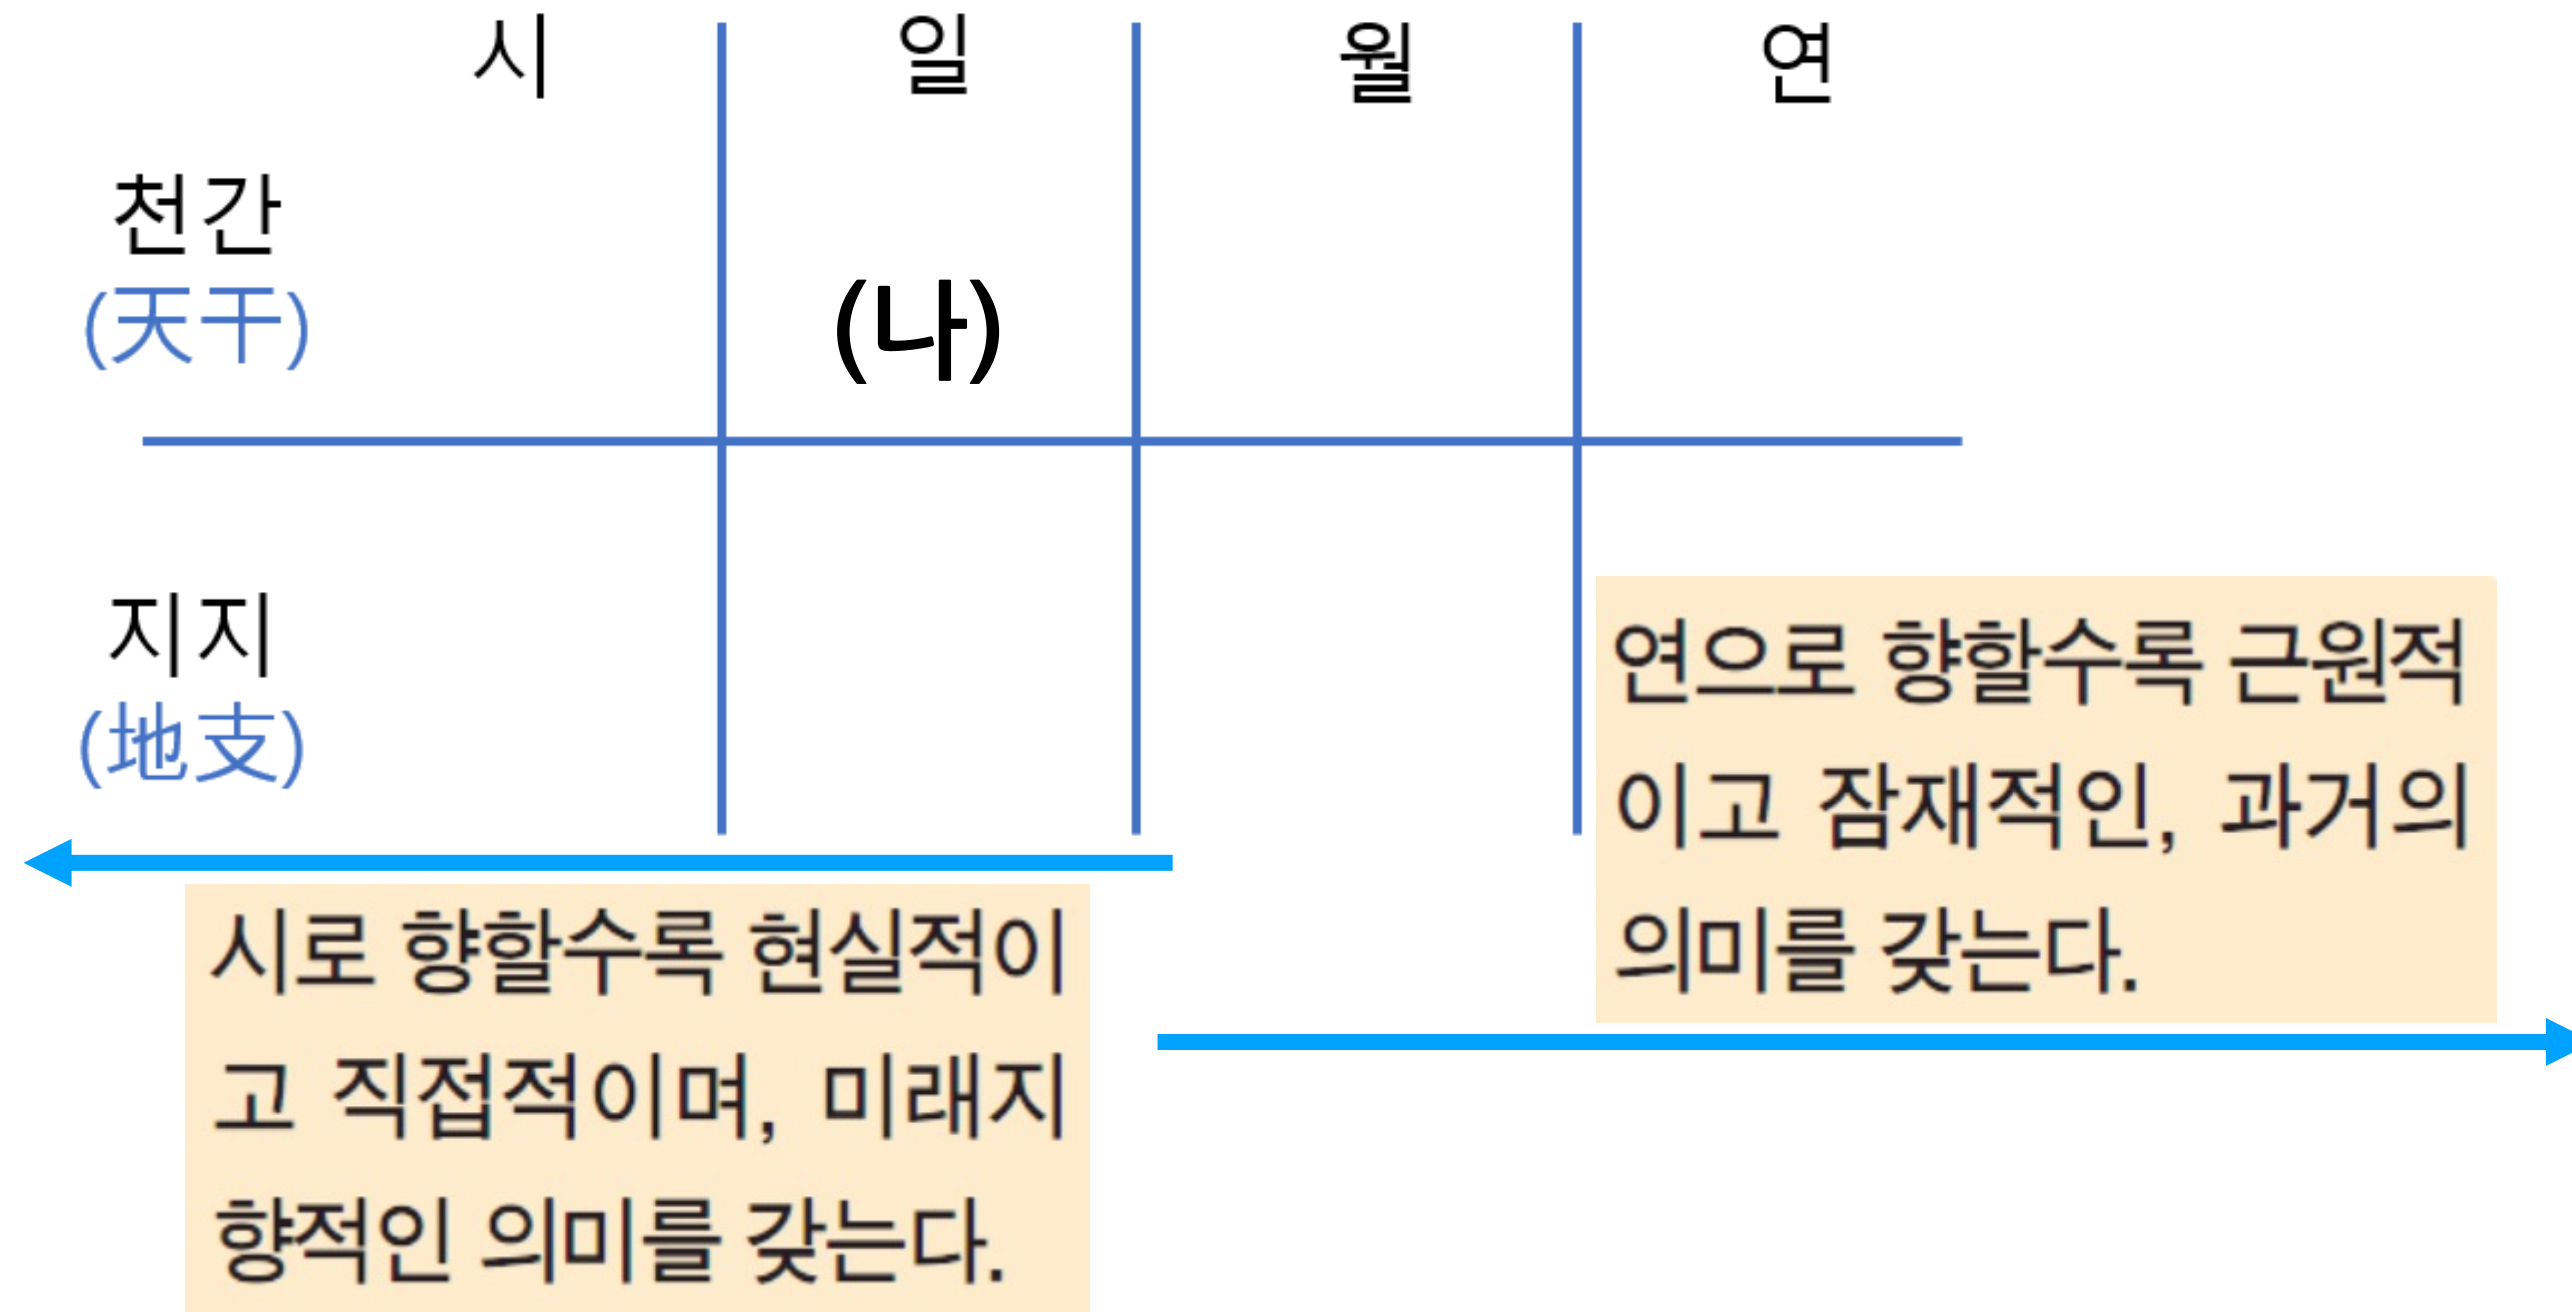 시 일 월 연
천간
(天干)
(나)
지지
(地支)
연으로 향할수록 근원적
이고 잠재적인, 과거의
의미를 갖는다.
시로 향할수록 현실적이
고 직접적이며, 미래지
향적인 의미를 갖는다.